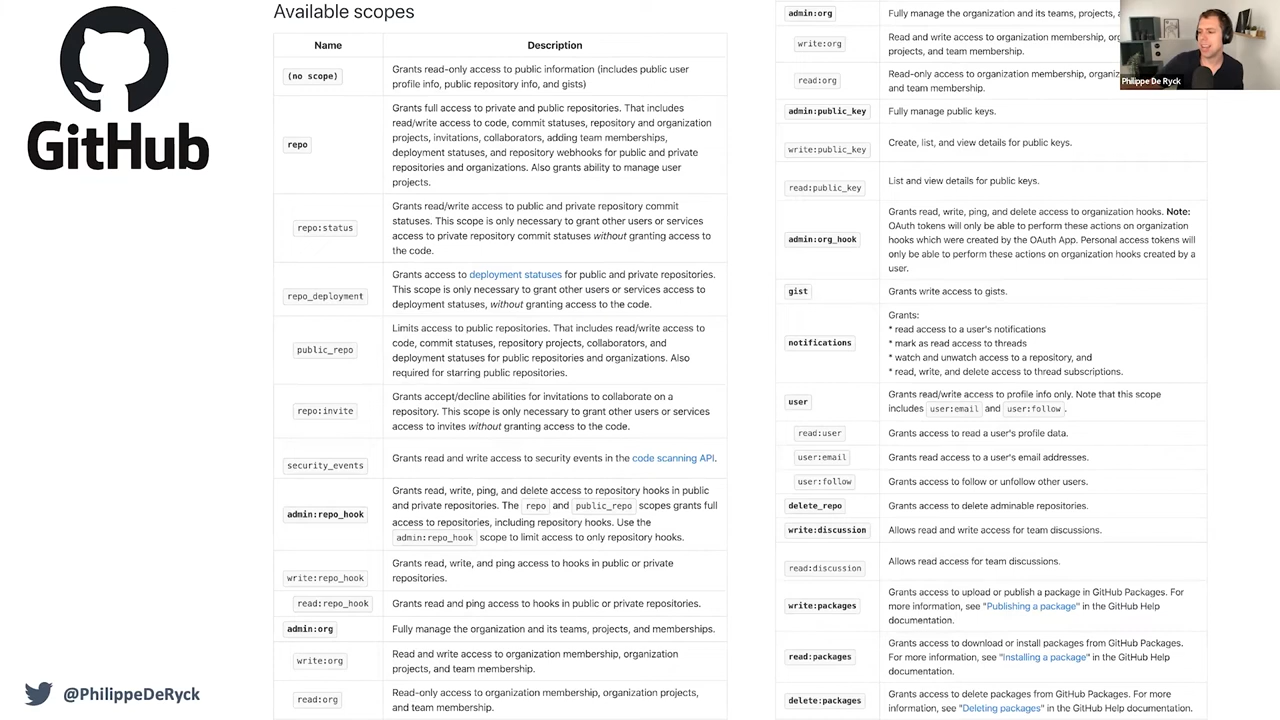 GitHub
Available scopes
Name Description
(no scope) Grants read-only access to public information (includes public user
profile info, public repository info, and gists)
repo Grants full access to private and public repositories. That includes
read/write access to code, commit statuses, repository and organization
projects, invitations, collaborators, adding team memberships,
deployment statuses, and repository webhooks for public and private
repositories and organizations. Also grants ability to manage user
projects.
repo:status Grants read/write access to public and private repository commit
statuses. This scope is only necessary to grant other users or services
access to private repository commit statuses without granting access to
the code.
repo_deployment Grants access to deployment statuses for public and private repositories.
This scope is only necessary to grant other users or services access to
deployment statuses, without granting access to the code.
public_repo Limits access to public repositories. That includes read/write access to
code, commit statuses, repository projects, collaborators, and
deployment statuses for public repositories and organizations. Also
required for starring public repositories.
repo:invite Grants accept/decline abilities for invitations to collaborate on a
repository. This scope is only necessary to grant other users or services
access to invites without granting access to the code.
security_events Grants read and write access to security events in the code scanning API.
admin:repo_hook Grants read, write, ping, and delete access to repository hooks in public
and private repositories. The repo and public_repo scopes grant full
access to repositories, including repository hooks. Use the
admin:repo_hook scope to limit access to only repository hooks.
write:repo_hook Grants read, write, and ping access to hooks in public or private
repositories.
read:repo_hook Grants read and ping access to hooks in public or private repositories.
admin:org Fully manage the organization and its teams, projects, and memberships.
write:org Read and write access to organization membership, organization
projects, and team membership.
read:org Read-only access to organization membership, organization projects,
and team membership.
admin:org Fully manage the organization and its teams, projects,
write:org Read and write access to organization membership,
projects, and team membership.
read:org Read-only access to organization membership,
and team membership.
admin:public_key Fully manage public keys.
write:public_key Create, list, and view details for public keys.
read:public_key List and view details for public keys.
admin:org_hook Grants read, write, ping, and delete access to organization hooks. Note:
OAuth tokens will only be able to perform these actions on organization
hooks which were created by the OAuth App. Personal access tokens will
only be able to perform these actions on organization hooks created by a
user.
gist Grants write access to gists.
notifications Grants:
* read access to a user's notifications
* mark as read access to threads
* watch and unwatch access to a repository, and
* read, write, and delete access to thread subscriptions.
user Grants read/write access to profile info only. Note that this scope
includes user:email and user:follow.
read:user Grants access to read a user's profile data.
user:email Grants read access to a user's email addresses.
user:follow Grants access to follow or unfollow other users.
delete_repo Grants access to delete adminable repositories.
write:discussion Allows read and write access for team discussions.
read:discussion Allows read access for team discussions.
write:packages Grants access to upload or publish a package in GitHub Packages. For
more information, see "Publishing a package" in the GitHub Help
documentation.
read:packages Grants access to download or install packages from GitHub Packages.
For more information, see "Installing a package" in the GitHub Help
documentation.
delete:packages Grants access to delete packages from GitHub Packages. For more
information, see "Deleting packages" in the GitHub Help documentation.
Philippe De Ryck
@PhilippeDeRyck